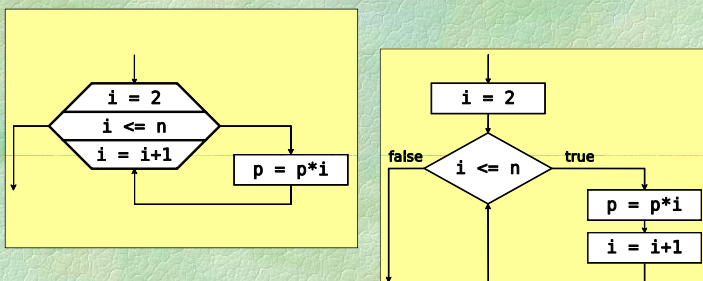 i = 2
i <= n
i = i+1
p = p*i
i = 2
false
i <= n
true
p = p*i
i = i+1